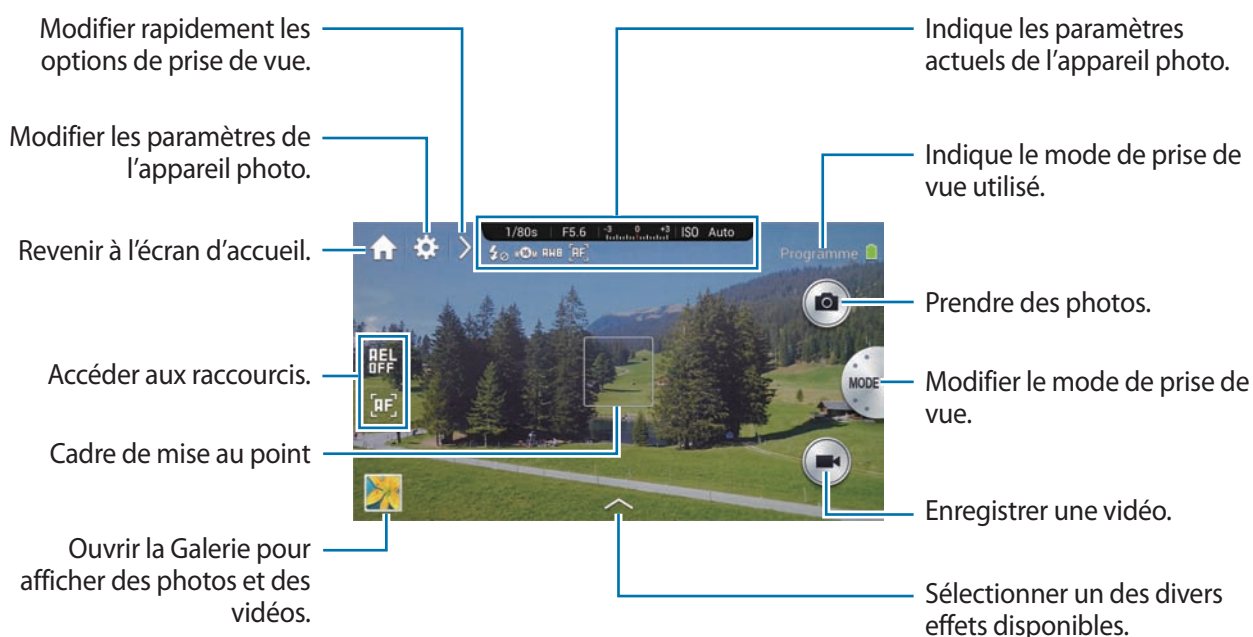 Modifier rapidement les
options de prise de vue.
Modifier les paramètres de
l’appareil photo.
Revenir à l’écran d’accueil.
Accéder aux raccourcis.
Cadre de mise au point
Ouvrir la Galerie pour
afficher des photos et des
vidéos.
1/80s F5.6 -3 0 +3 ISO Auto
AWB AF
Programme
AEL
OFF
AF
MODE
Indique les paramètres
actuels de l’appareil photo.
Indique le mode de prise de
vue utilisé.
Prendre des photos.
Modifier le mode de prise de
vue.
Enregistrer une vidéo.
Sélectionner un des divers
effets disponibles.